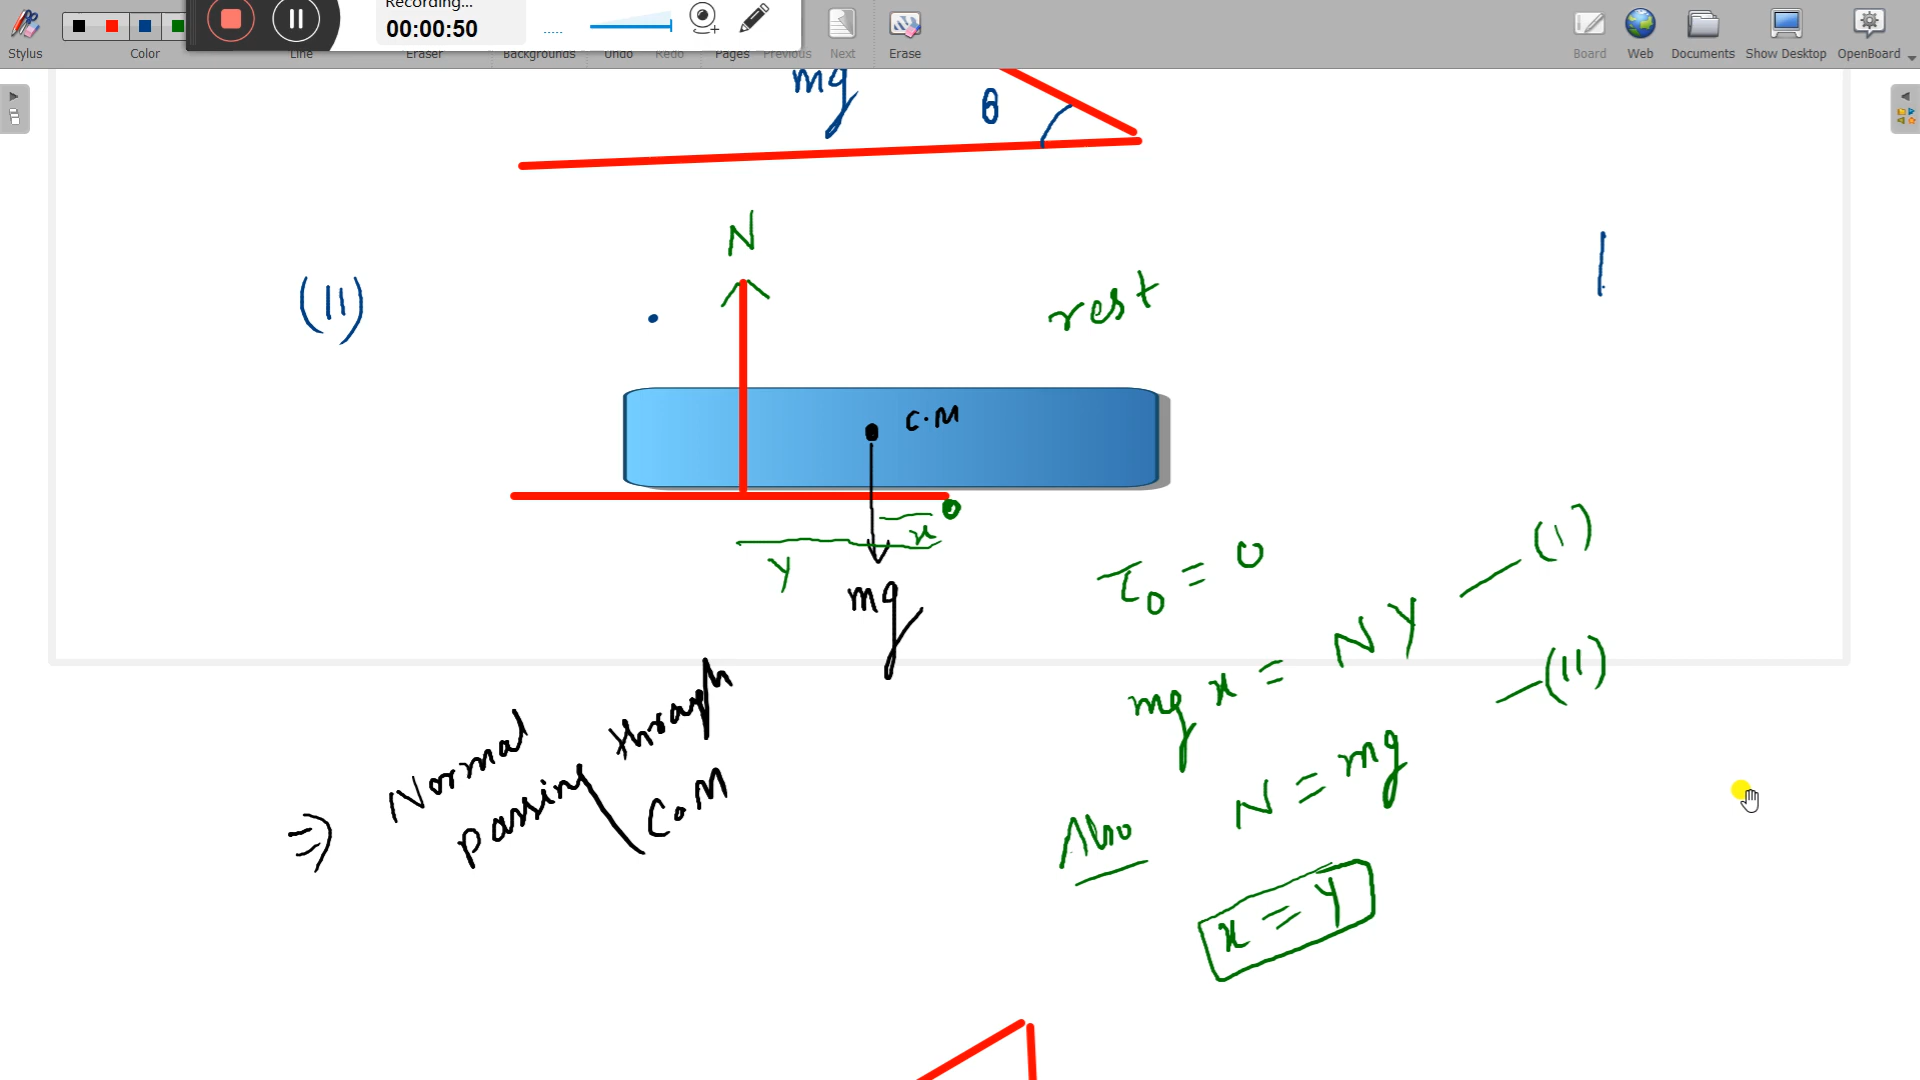 Recording...
00:00:50
Stylus
Color
Line
Eraser
Backgrounds
Undo
Redo
Pages
Previous
Next
Erase
Board
Web
Documents
Show Desktop
OpenBoard
mg
θ
N
(II)
rest
C.M
x
y
mg
τ₀ = 0
mg x = N y —(I)
—(II)
Also N = mg
x = y
⇒ Normal
passing through
C.M